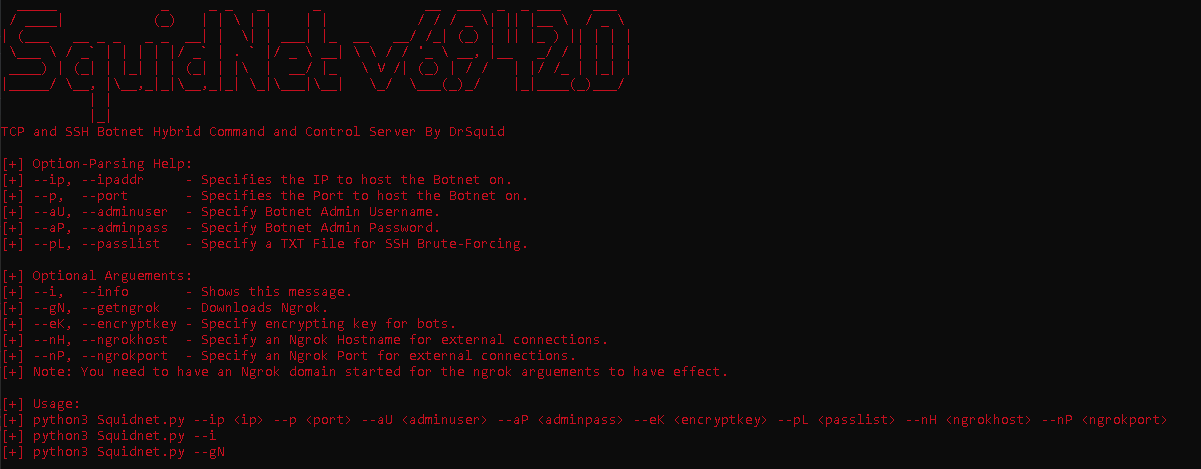 SquidNet v6.9.420
TCP and SSH Botnet Hybrid Command and Control Server By DrSquid
[+] Option-Parsing Help:
[+] --ip, --ipaddr - Specifies the IP to host the Botnet on.
[+] --p, --port - Specifies the Port to host the Botnet on.
[+] --aU, --adminuser - Specify Botnet Admin Username.
[+] --aP, --adminpass - Specify Botnet Admin Password.
[+] --pL, --passlist - Specify a TXT File for SSH Brute-Forcing.
[+] Optional Arguements:
[+] --i, --info - Shows this message.
[+] --gN, --getngrok - Downloads Ngrok.
[+] --eK, --encryptkey - Specify encrypting key for bots.
[+] --nH, --ngrokhost - Specify an Ngrok Hostname for external connections.
[+] --nP, --ngrokport - Specify an Ngrok Port for external connections.
[+] Note: You need to have an Ngrok domain started for the ngrok arguements to have effect.
[+] Usage:
[+] python3 Squidnet.py --ip <ip> --p <port> --aU <adminuser> --aP <adminpass> --eK <encryptkey> --pL <passlist> --nH <ngrokhost> --nP <ngrokport>
[+] python3 Squidnet.py --i
[+] python3 Squidnet.py --gN